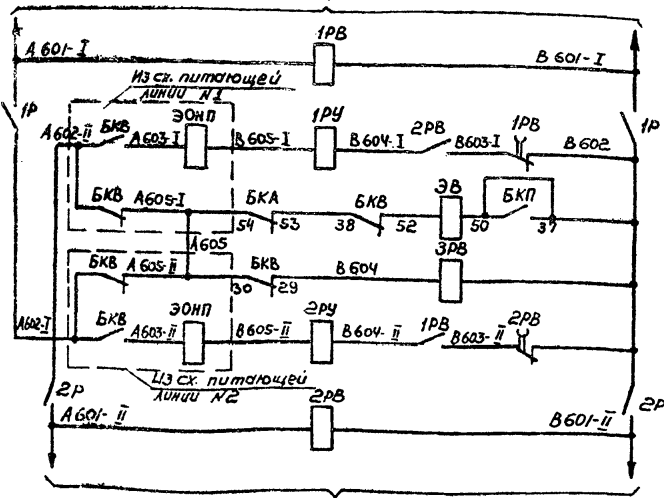 1РВ
А601-I
В601-I
Из сх. питающей
линии №1
1Р
1Р
ЭОНП
1РУ
2РВ
1РВ
А602-II
БКВ
А603-I
В605-I
В604-I
В603-I
В602
БКВ
А605-I
БКА
БКВ
ЭВ
БКП
54
53
38
52
50
37
А605
3РВ
БКВ
А605-II
БКВ
В604
30
29
А602-I
БКВ
ЭОНП
2РУ
1РВ
2РВ
А603-II
В605-II
В604-II
В603-II
Из сх. питающей
линии №2
2Р
2Р
А601-II
2РВ
В601-II